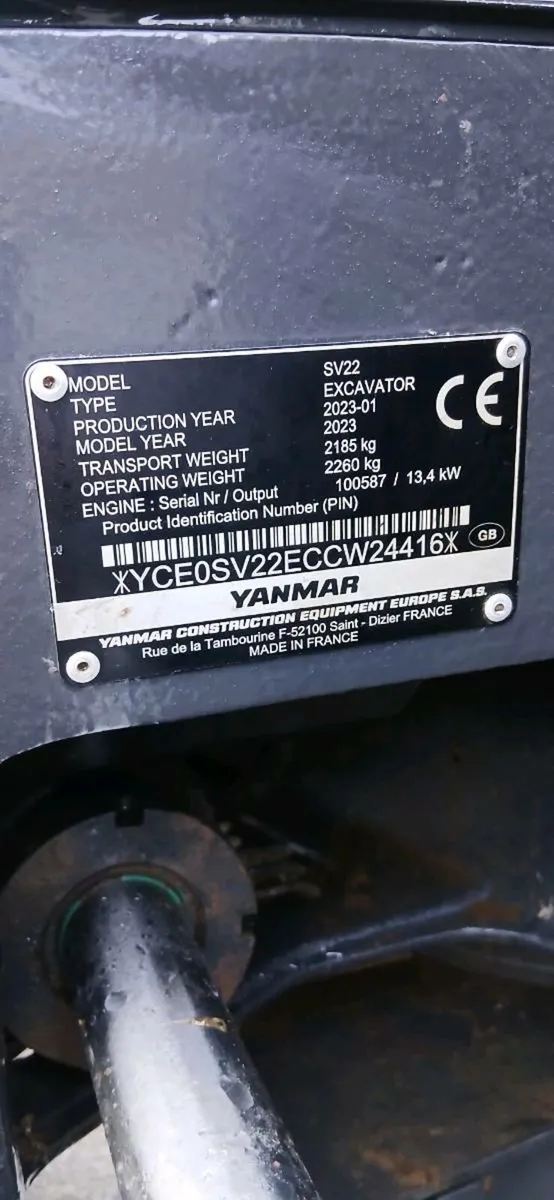 MODEL SV22
TYPE EXCAVATOR
PRODUCTION YEAR 2023-01
MODEL YEAR 2023
TRANSPORT WEIGHT 2185 kg
OPERATING WEIGHT 2260 kg
ENGINE : Serial Nr / Output 100587 / 13,4 kW
Product Identification Number (PIN)
CE
*YCE0SV22ECCW24416*
GB
YANMAR
YANMAR CONSTRUCTION EQUIPMENT EUROPE S.A.S.
Rue de la Tambourine F-52100 Saint - Dizier FRANCE
MADE IN FRANCE